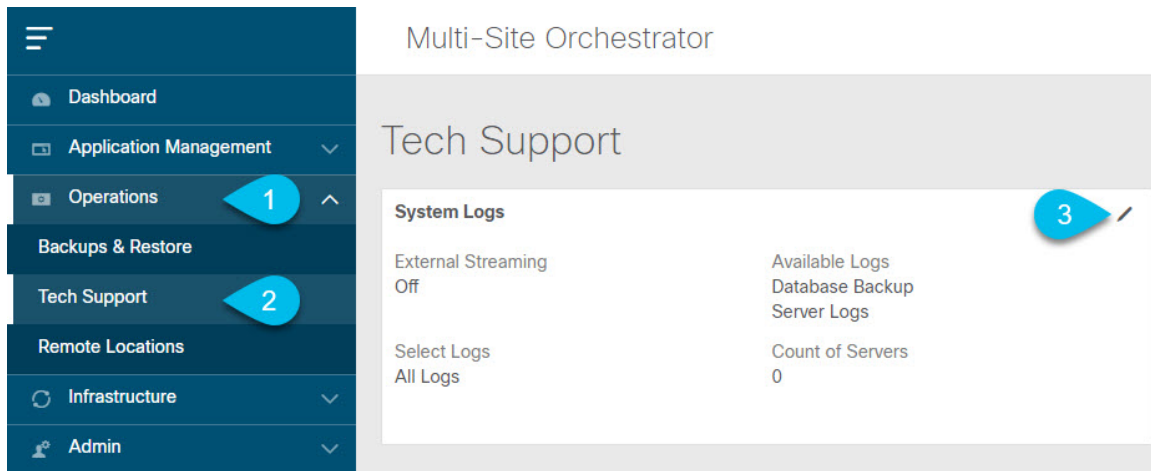 Multi-Site Orchestrator
Dashboard
Application Management
Operations
1
Backups & Restore
Tech Support
2
Remote Locations
Infrastructure
Admin
Tech Support
System Logs
3
External Streaming
Off
Available Logs
Database Backup
Server Logs
Select Logs
All Logs
Count of Servers
0